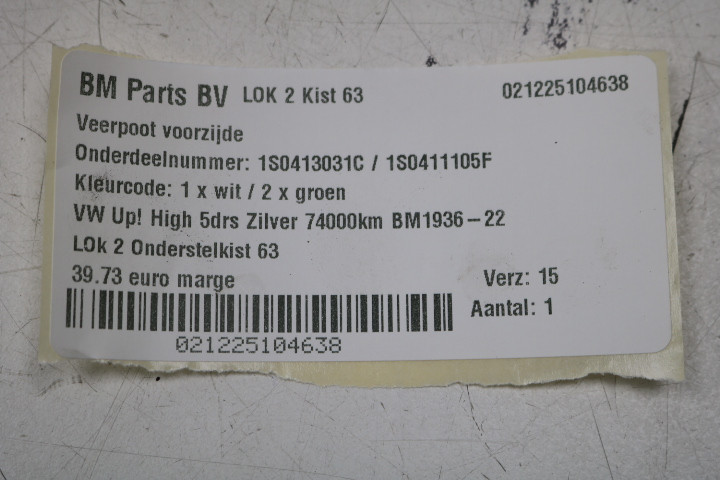 BM Parts BV LOK 2 Kist 63 021225104638
Veerpoot voorzijde
Onderdeelnummer: 1S0413031C / 1S0411105F
Kleurcode: 1 x wit / 2 x groen
VW Up! High 5drs Zilver 74000km BM1936-22
LOk 2 Onderstelkist 63
39.73 euro marge Verz: 15
Aantal: 1
021225104638